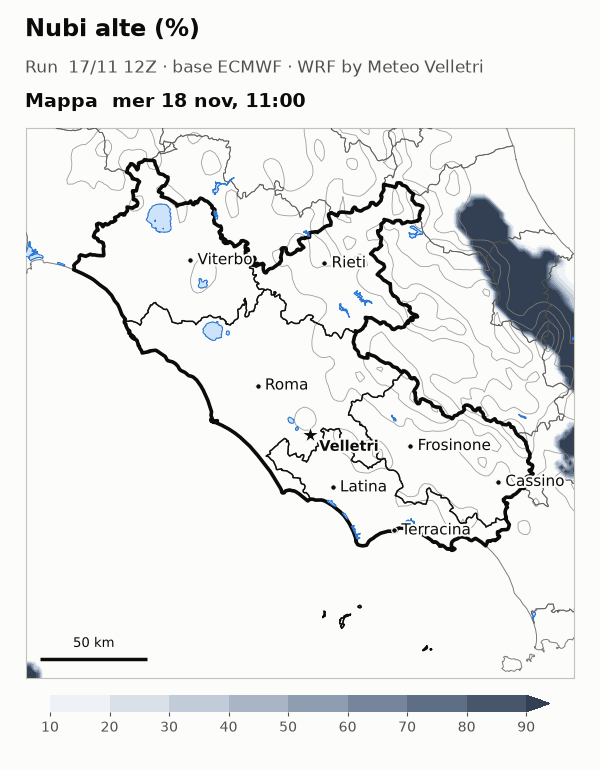 Nubi alte (%)
Run  17/11 12Z · base ECMWF · WRF by Meteo Velletri
Mappa  mer 18 nov, 11:00
Viterbo
Rieti
Roma
Velletri
Frosinone
Cassino
Latina
Terracina
50 km
10 20 30 40 50 60 70 80 90